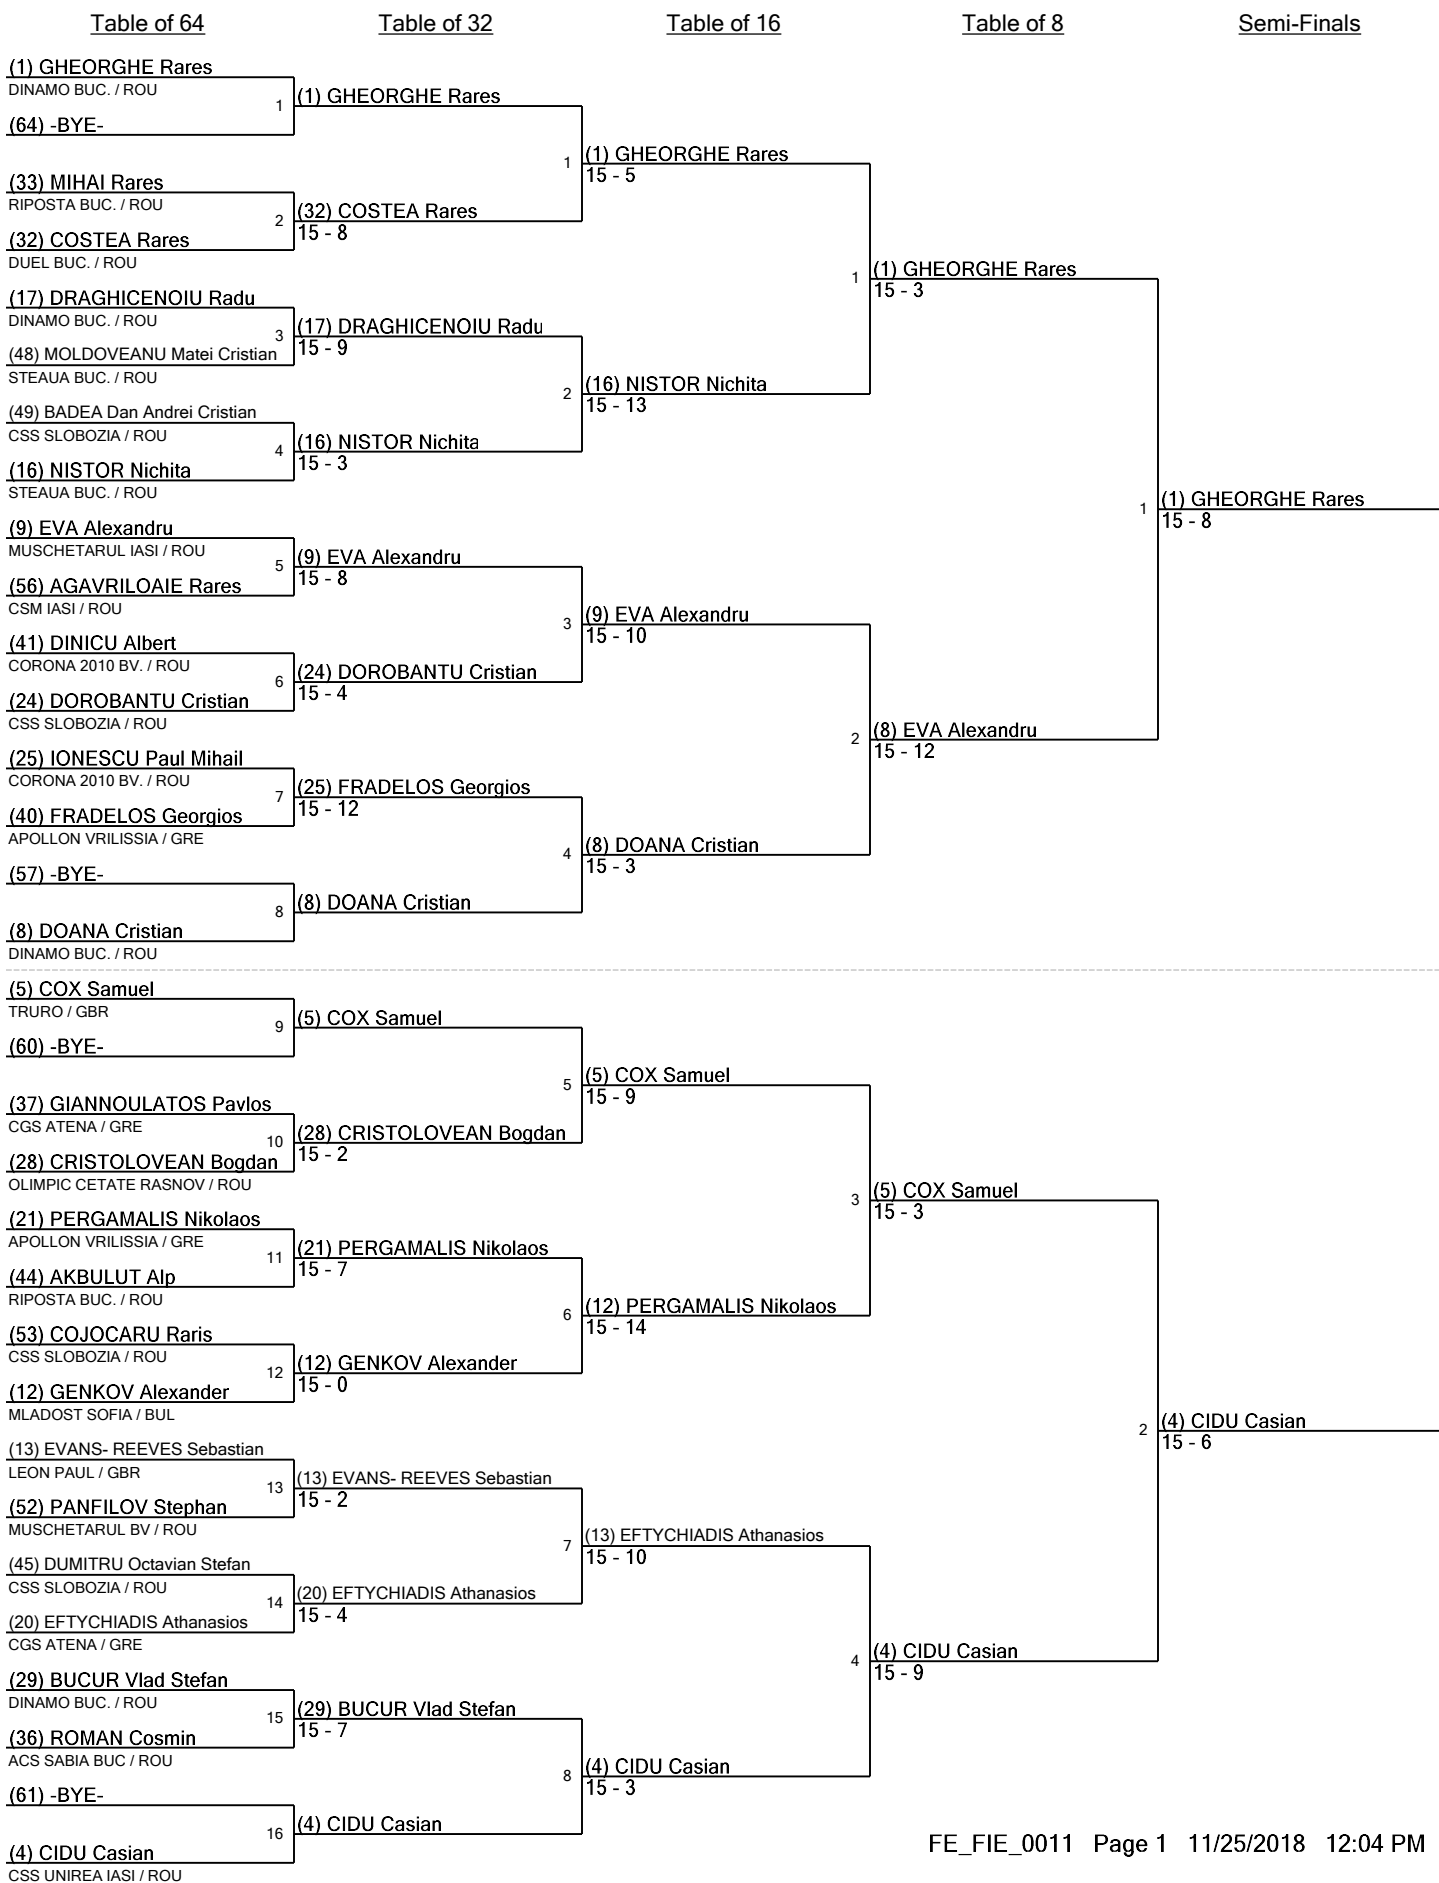 Table of 64
Table of 32
Table of 16
Table of 8
Semi-Finals
(1) GHEORGHE Rares
DINAMO BUC. / ROU
(64) -BYE-
(33) MIHAI Rares
RIPOSTA BUC. / ROU
(32) COSTEA Rares
DUEL BUC. / ROU
(17) DRAGHICENOIU Radu
DINAMO BUC. / ROU
(48) MOLDOVEANU Matei Cristian
STEAUA BUC. / ROU
(49) BADEA Dan Andrei Cristian
CSS SLOBOZIA / ROU
(16) NISTOR Nichita
STEAUA BUC. / ROU
(9) EVA Alexandru
MUSCHETARUL IASI / ROU
(56) AGAVRILOAIE Rares
CSM IASI / ROU
(41) DINICU Albert
CORONA 2010 BV. / ROU
(24) DOROBANTU Cristian
CSS SLOBOZIA / ROU
(25) IONESCU Paul Mihail
CORONA 2010 BV. / ROU
(40) FRADELOS Georgios
APOLLON VRILISSIA / GRE
(57) -BYE-
(8) DOANA Cristian
DINAMO BUC. / ROU
(5) COX Samuel
TRURO / GBR
(60) -BYE-
(37) GIANNOULATOS Pavlos
CGS ATENA / GRE
(28) CRISTOLOVEAN Bogdan
OLIMPIC CETATE RASNOV / ROU
(21) PERGAMALIS Nikolaos
APOLLON VRILISSIA / GRE
(44) AKBULUT Alp
RIPOSTA BUC. / ROU
(53) COJOCARU Raris
CSS SLOBOZIA / ROU
(12) GENKOV Alexander
MLADOST SOFIA / BUL
(13) EVANS- REEVES Sebastian
LEON PAUL / GBR
(52) PANFILOV Stephan
MUSCHETARUL BV / ROU
(45) DUMITRU Octavian Stefan
CSS SLOBOZIA / ROU
(20) EFTYCHIADIS Athanasios
CGS ATENA / GRE
(29) BUCUR Vlad Stefan
DINAMO BUC. / ROU
(36) ROMAN Cosmin
ACS SABIA BUC / ROU
(61) -BYE-
(4) CIDU Casian
CSS UNIREA IASI / ROU
1
(1) GHEORGHE Rares
2
(32) COSTEA Rares
15 - 8
3
(17) DRAGHICENOIU Radu
15 - 9
4
(16) NISTOR Nichita
15 - 3
5
(9) EVA Alexandru
15 - 8
6
(24) DOROBANTU Cristian
15 - 4
7
(25) FRADELOS Georgios
15 - 12
8
(8) DOANA Cristian
9
(5) COX Samuel
10
(28) CRISTOLOVEAN Bogdan
15 - 2
11
(21) PERGAMALIS Nikolaos
15 - 7
12
(12) GENKOV Alexander
15 - 0
13
(13) EVANS- REEVES Sebastian
15 - 2
14
(20) EFTYCHIADIS Athanasios
15 - 4
15
(29) BUCUR Vlad Stefan
15 - 7
16
(4) CIDU Casian
1
(1) GHEORGHE Rares
15 - 5
2
(16) NISTOR Nichita
15 - 13
3
(9) EVA Alexandru
15 - 10
4
(8) DOANA Cristian
15 - 3
5
(5) COX Samuel
15 - 9
6
(12) PERGAMALIS Nikolaos
15 - 14
7
(13) EFTYCHIADIS Athanasios
15 - 10
8
(4) CIDU Casian
15 - 3
1
(1) GHEORGHE Rares
15 - 3
2
(8) EVA Alexandru
15 - 12
3
(5) COX Samuel
15 - 3
4
(4) CIDU Casian
15 - 9
1
(1) GHEORGHE Rares
15 - 8
2
(4) CIDU Casian
15 - 6
FE_FIE_0011 Page 1 11/25/2018 12:04 PM